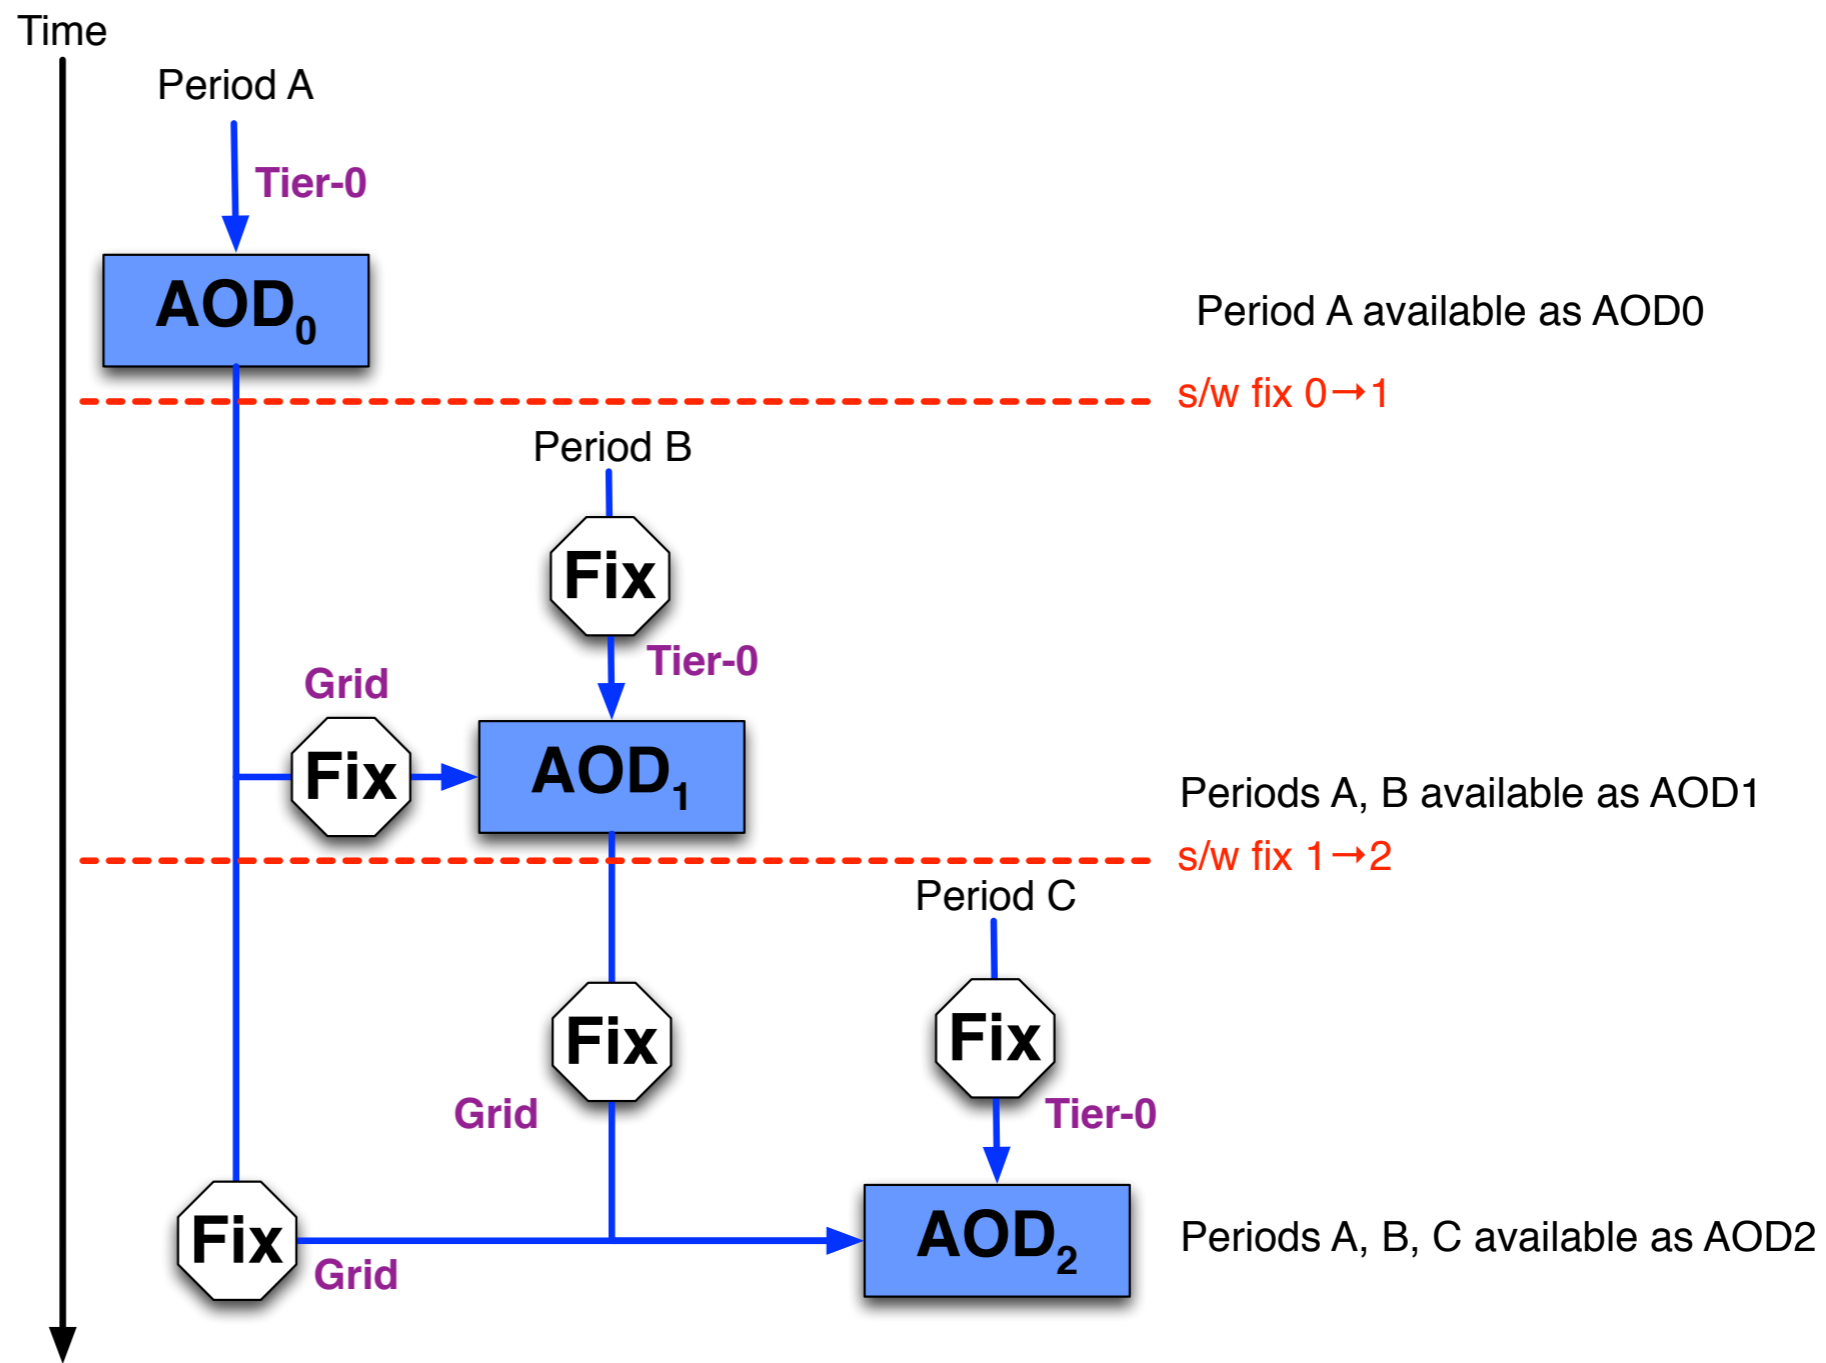 Time
Period A
Tier-0
AOD₀
Period A available as AOD0
s/w fix 0→1
Period B
Fix
Tier-0
Grid
Fix
AOD₁
Periods A, B available as AOD1
s/w fix 1→2
Period C
Fix
Fix
Grid
Tier-0
Fix
Grid
AOD₂
Periods A, B, C available as AOD2